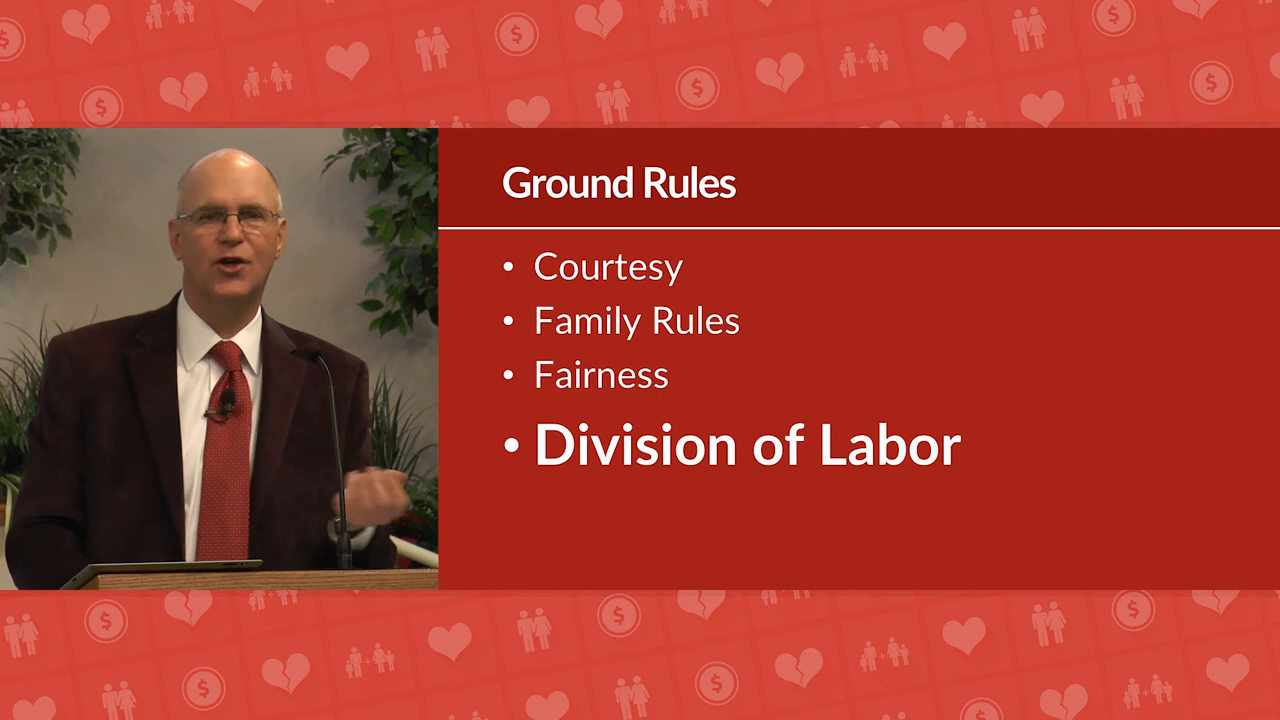 Ground Rules
• Courtesy
• Family Rules
• Fairness
• Division of Labor